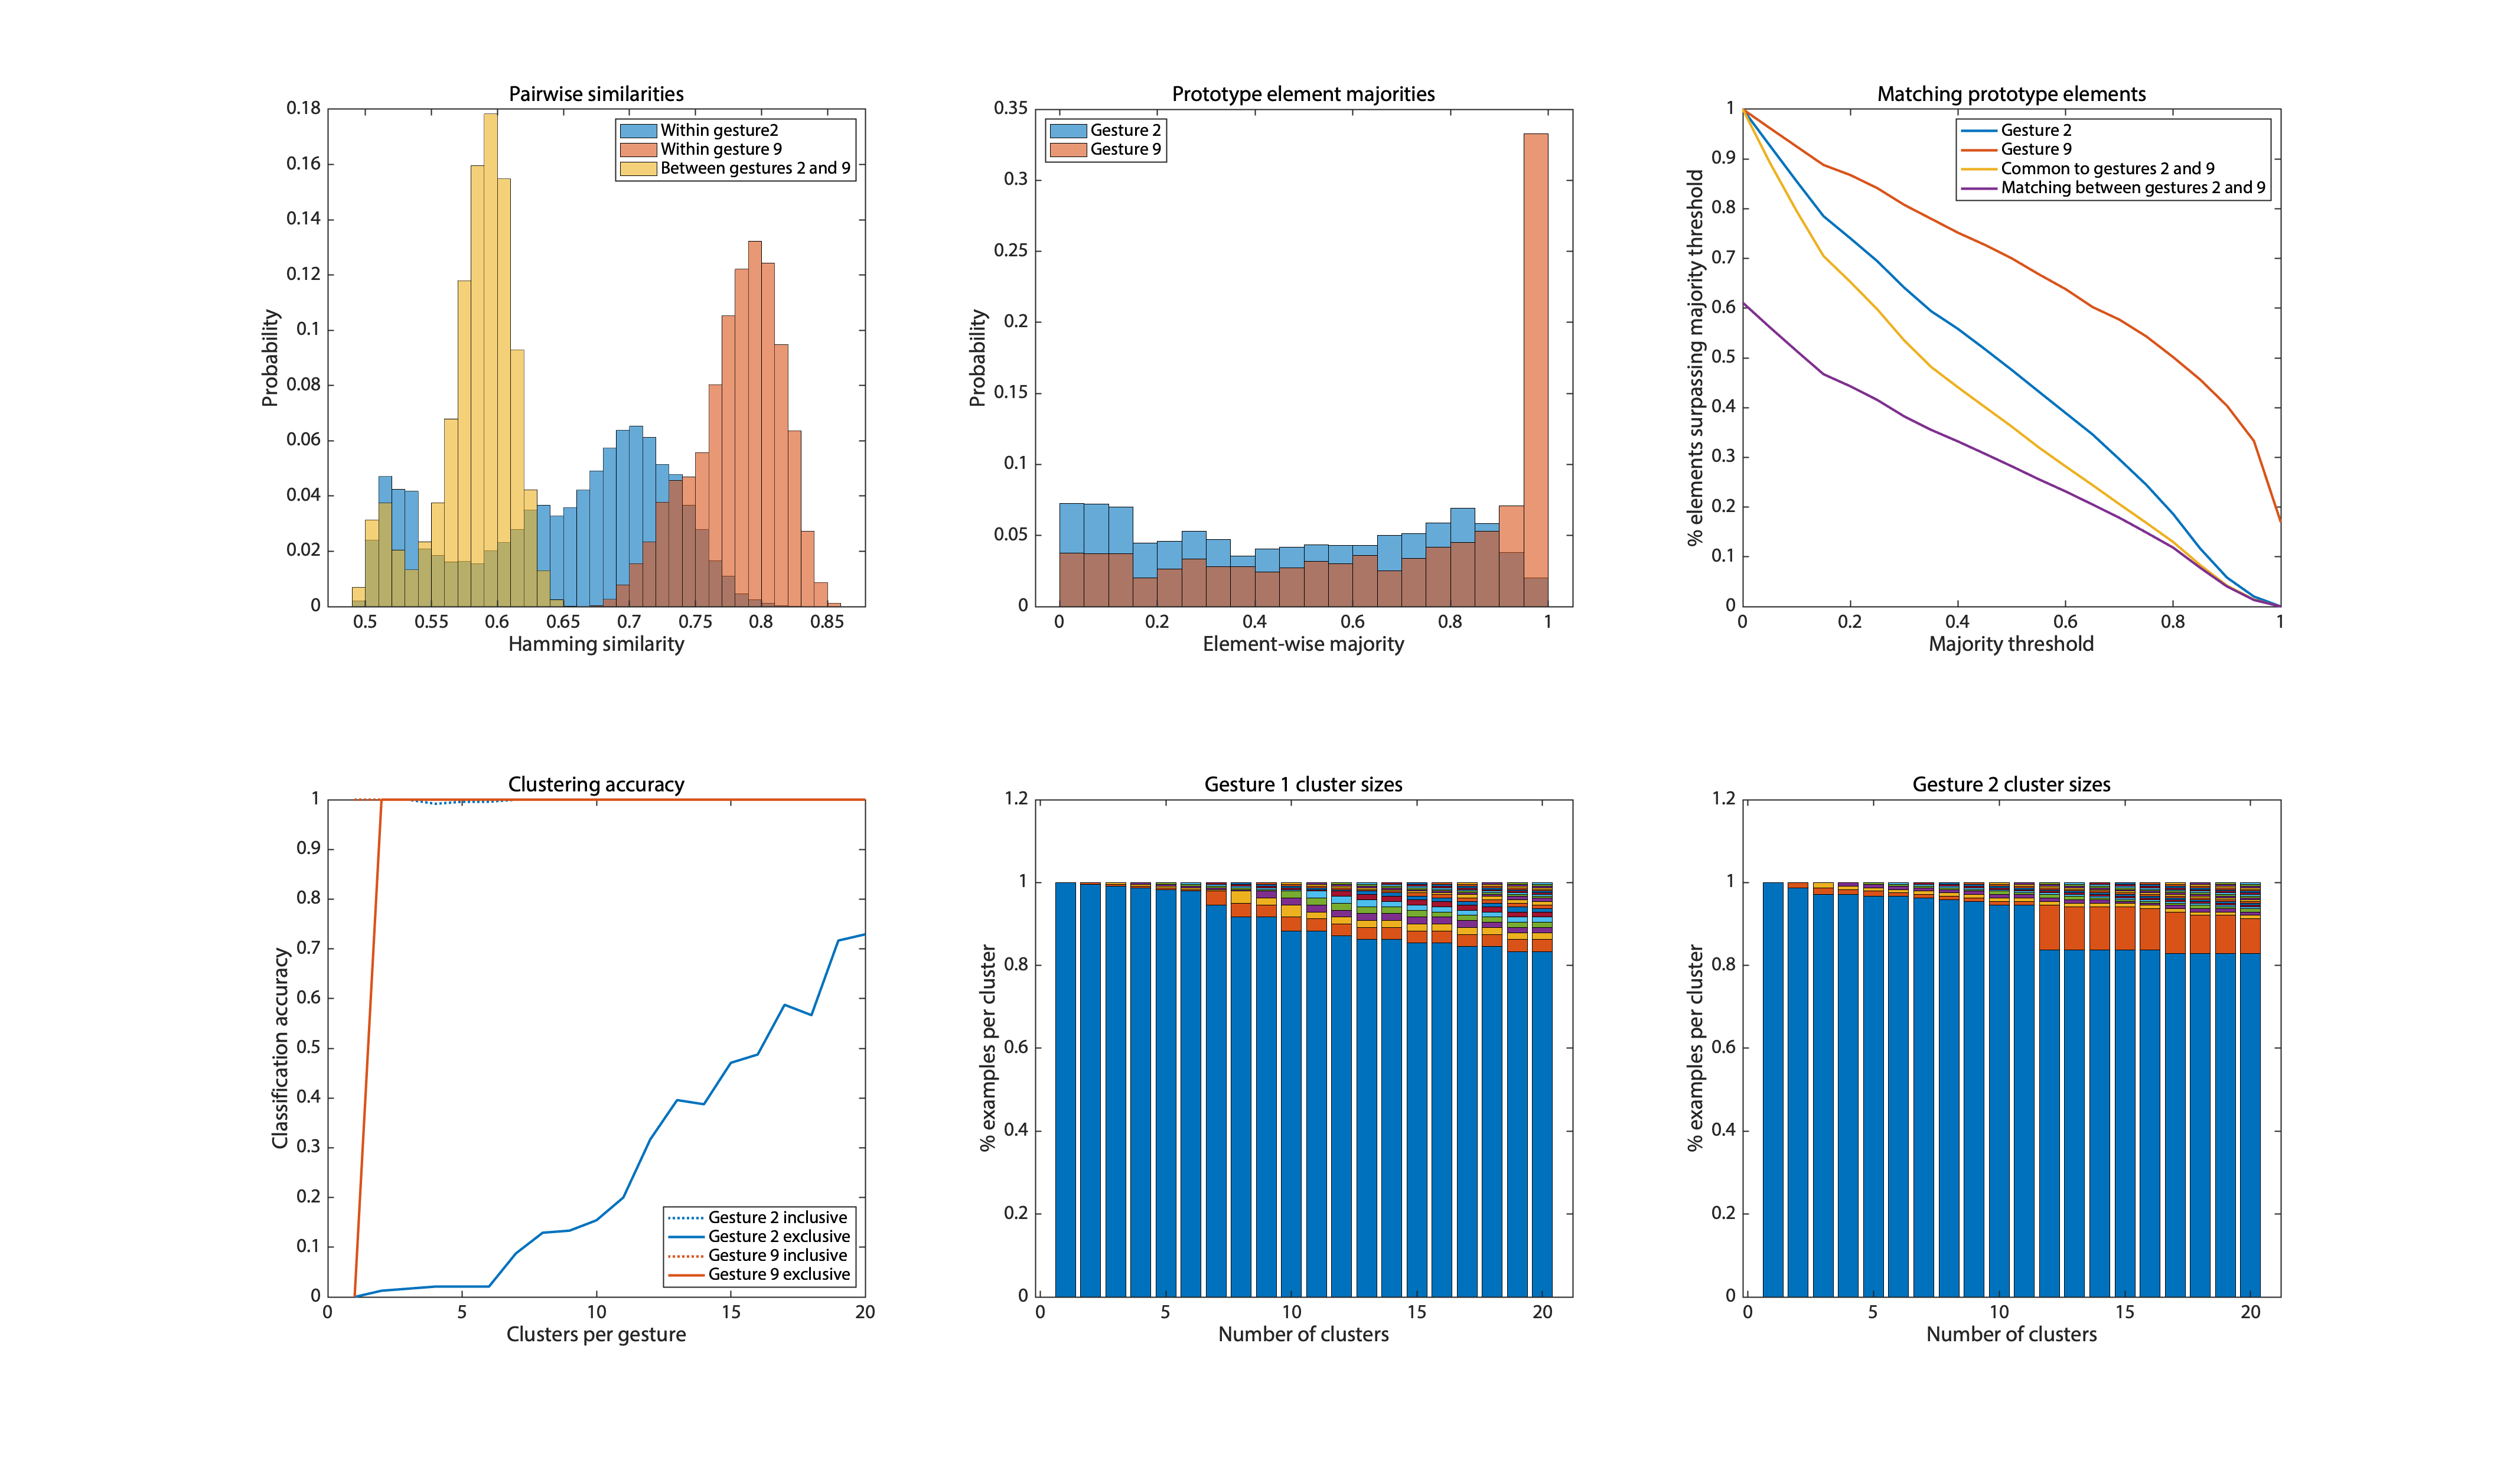 Pairwise similarities
0.18
0.16
0.14
0.12
0.1
0.08
0.06
0.04
0.02
0
Probability
Within gesture2
Within gesture 9
Between gestures 2 and 9
0.5 0.55 0.6 0.65 0.7 0.75 0.8 0.85
Hamming similarity
Prototype element majorities
0.35
0.3
0.25
0.2
0.15
0.1
0.05
0
Probability
Gesture 2
Gesture 9
0 0.2 0.4 0.6 0.8 1
Element-wise majority
Matching prototype elements
1
0.9
0.8
0.7
0.6
0.5
0.4
0.3
0.2
0.1
0
% elements surpassing majority threshold
Gesture 2
Gesture 9
Common to gestures 2 and 9
Matching between gestures 2 and 9
0 0.2 0.4 0.6 0.8 1
Majority threshold
Clustering accuracy
1
0.9
0.8
0.7
0.6
0.5
0.4
0.3
0.2
0.1
0
Classification accuracy
Gesture 2 inclusive
Gesture 2 exclusive
Gesture 9 inclusive
Gesture 9 exclusive
0 5 10 15 20
Clusters per gesture
Gesture 1 cluster sizes
1.2
1
0.8
0.6
0.4
0.2
0
% examples per cluster
0 5 10 15 20
Number of clusters
Gesture 2 cluster sizes
1.2
1
0.8
0.6
0.4
0.2
0
% examples per cluster
0 5 10 15 20
Number of clusters